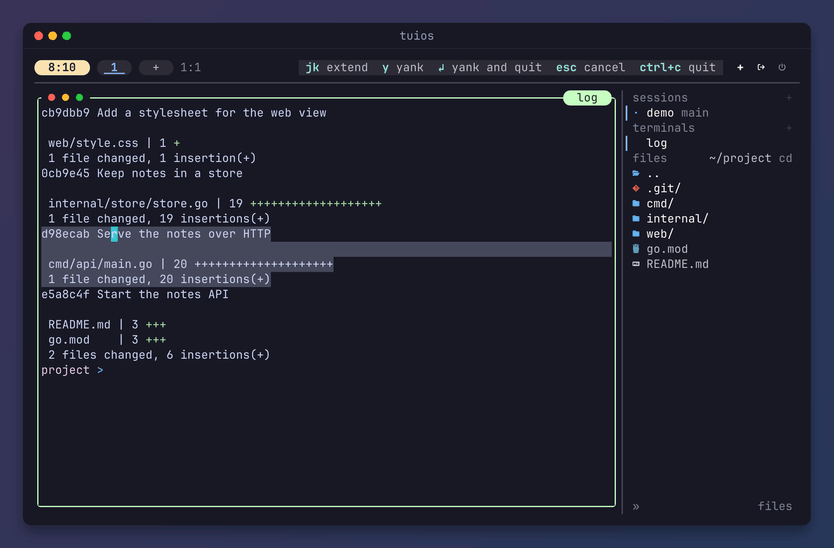 tuios
8:10 1 + 1:1 jk extend y yank ↲ yank and quit esc cancel ctrl+c quit +
log
cb9dbb9 Add a stylesheet for the web view
web/style.css | 1 +
1 file changed, 1 insertion(+)
0cb9e45 Keep notes in a store
internal/store/store.go | 19 +++++++++++++++++++
1 file changed, 19 insertions(+)
d98ecab Serve the notes over HTTP
cmd/api/main.go | 20 ++++++++++++++++++++
1 file changed, 20 insertions(+)
e5a8c4f Start the notes API
README.md | 3 +++
go.mod    | 3 +++
2 files changed, 6 insertions(+)
project >
sessions +
demo main
terminals +
log
files ~/project cd
..
.git/
cmd/
internal/
web/
go.mod
README.md
» files